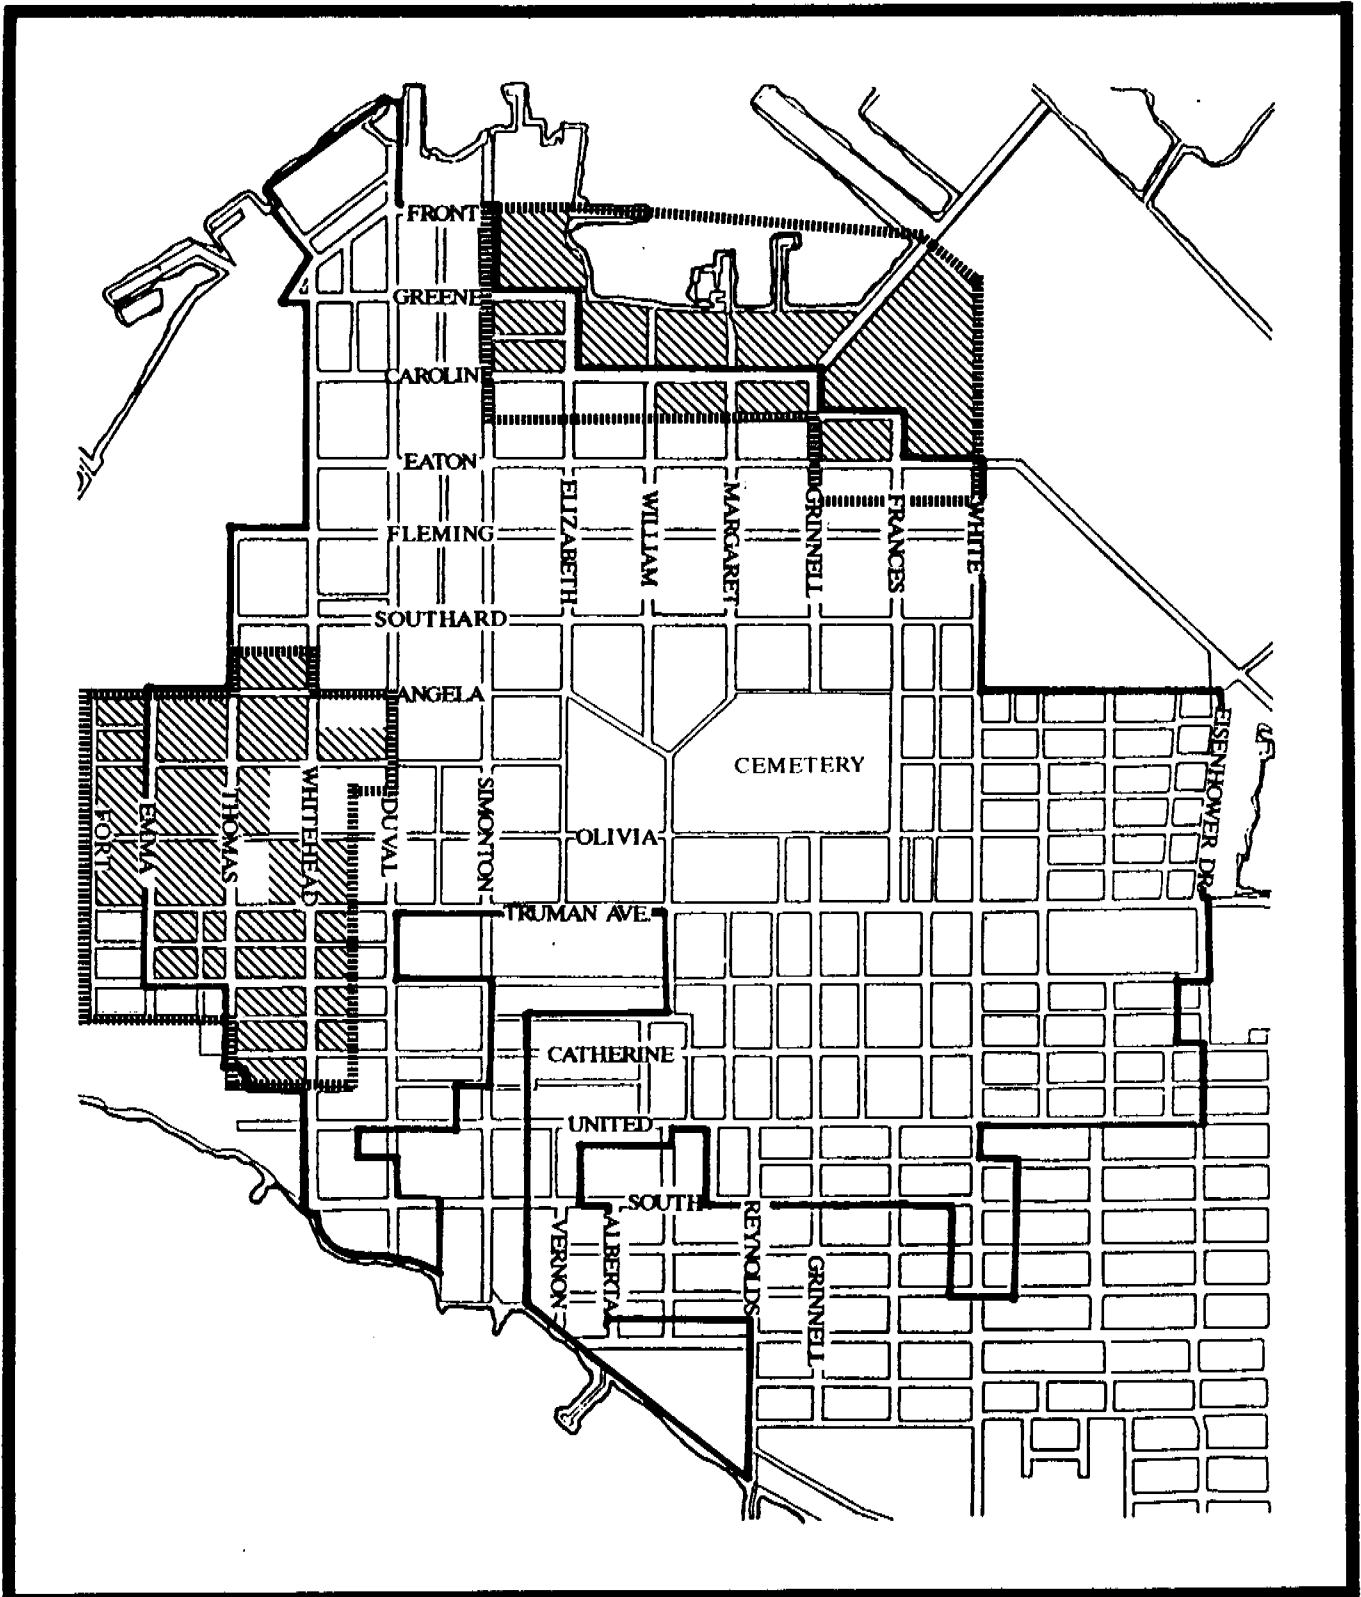 FRONT
GREENE
CAROLINE
EATON
FLEMING
ELIZABETH
WILLIAM
MARGARET
GRINNELL
FRANCES
WHITE
SOUTHARD
ANGELA
CEMETERY
EISENHOWER DR.
FORT
EMMA
THOMAS
WHITEHEAD
DUVAL
SIMONTON
OLIVIA
TRUMAN AVE.
CATHERINE
UNITED
SOUTH
VERNON
ALBERTA
REYNOLDS
GRINNELL